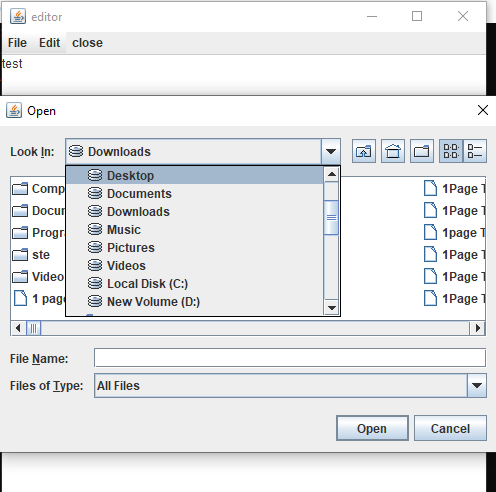 editor
File Edit close
test
Open
Look In: Downloads
Desktop
Documents
Downloads
Music
Pictures
Videos
Local Disk (C:)
New Volume (D:)
Comp
Docum
Progra
ste
Video
1 page
1Page T
1page T
1Page T
1Page T
1Page T
1Page T
1Page T
File Name:
Files of Type: All Files
Open Cancel